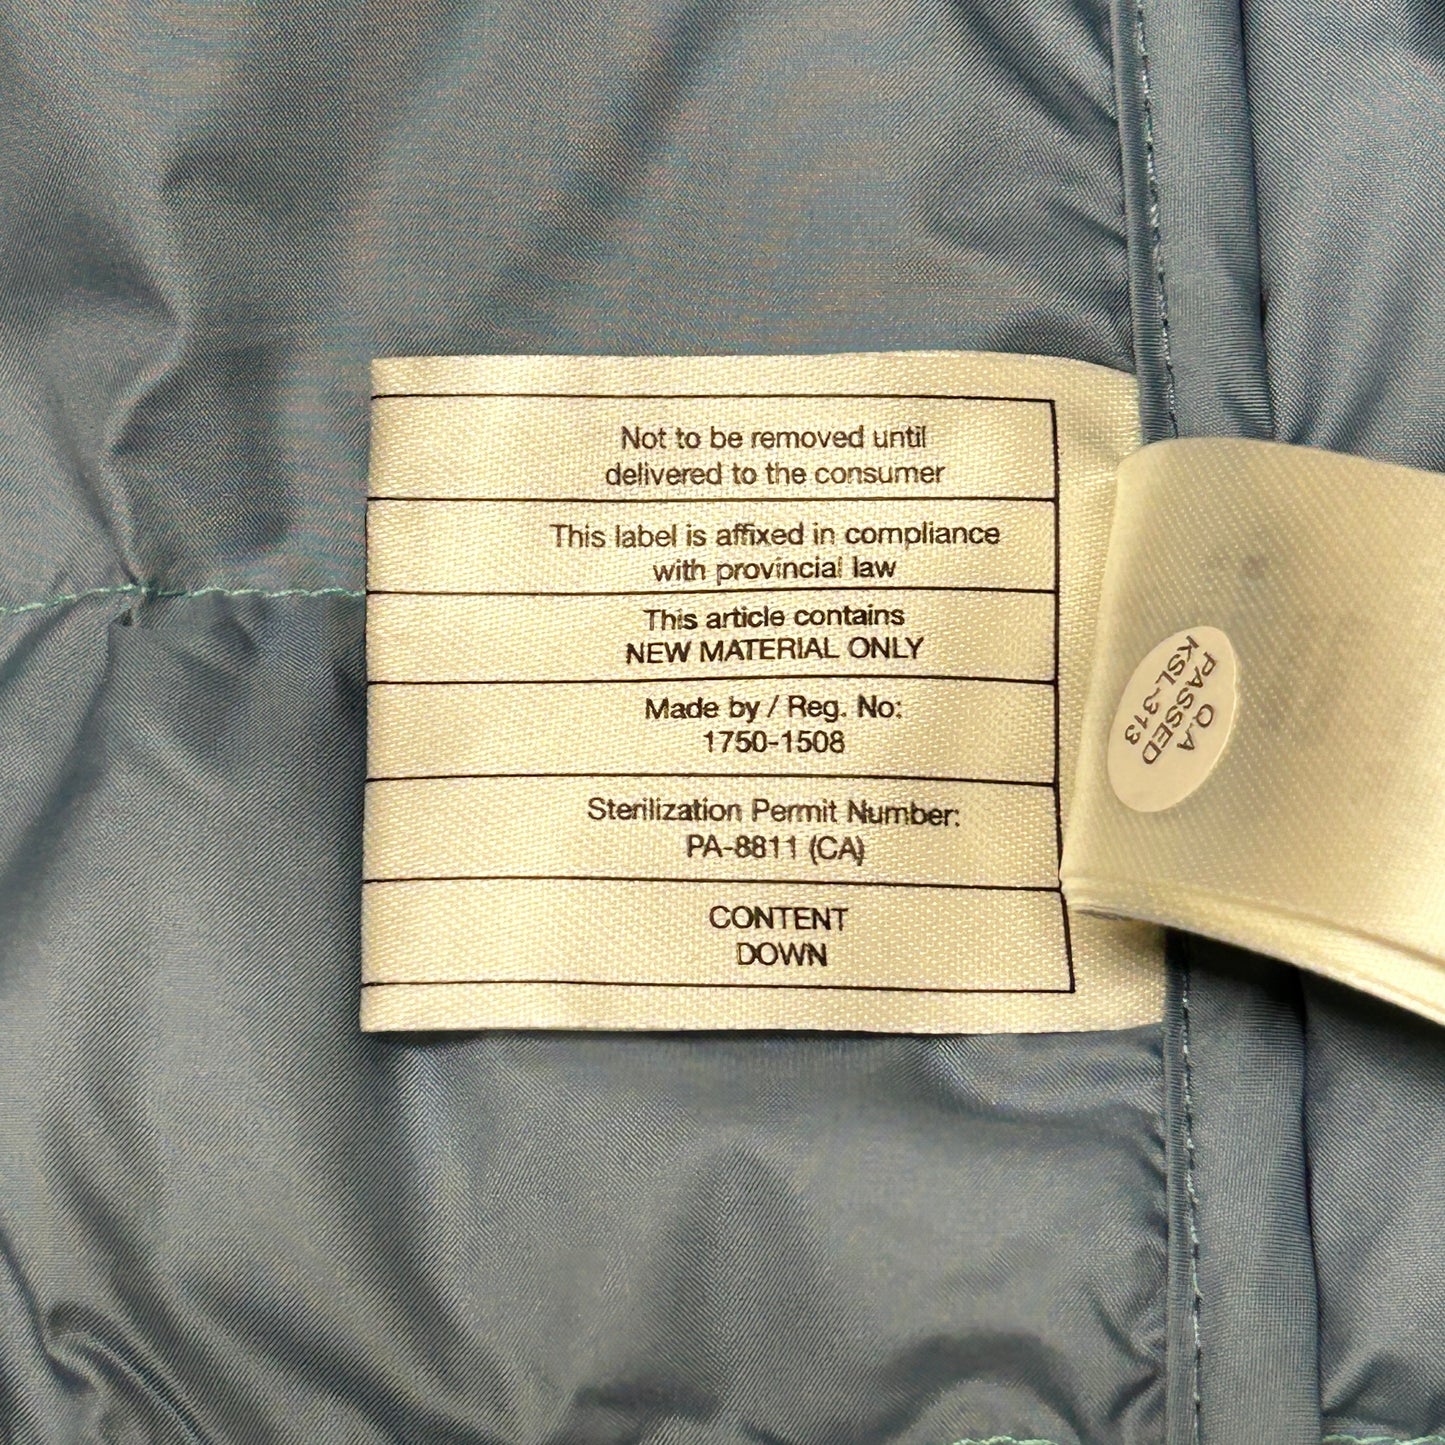 Not to be removed until
delivered to the consumer
This label is affixed in compliance
with provincial law
This article contains
NEW MATERIAL ONLY
Made by / Reg. No:
1750-1508
Sterilization Permit Number:
PA-8811 (CA)
CONTENT
DOWN
Q.A
PASSED
KSL-313